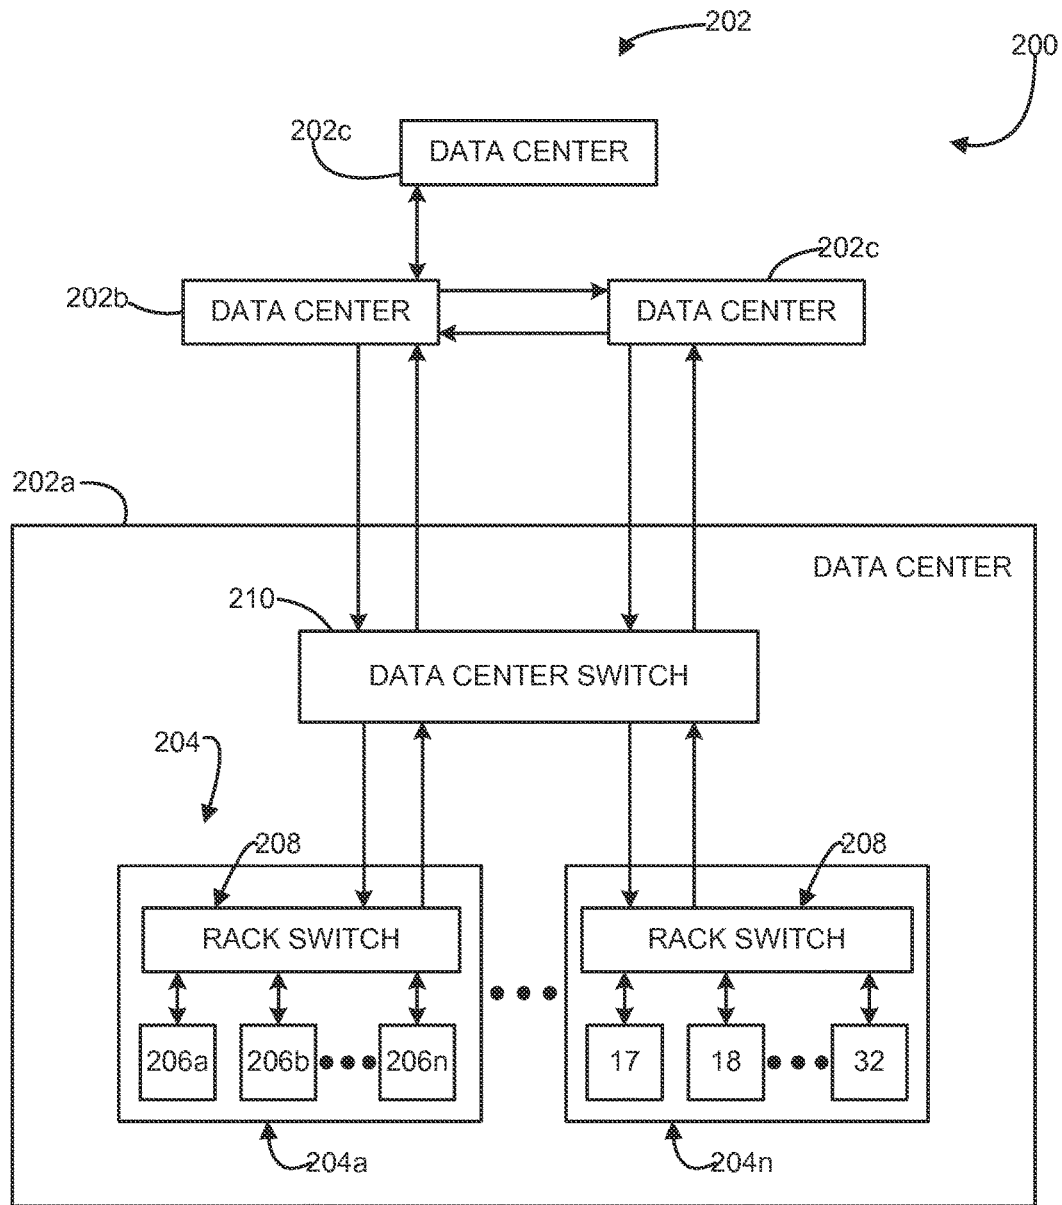 202
200
202c
DATA CENTER
202c
202b
DATA CENTER
DATA CENTER
202a
DATA CENTER
210
DATA CENTER SWITCH
204
208
208
RACK SWITCH
RACK SWITCH
206a
206b
206n
17
18
32
204a
204n